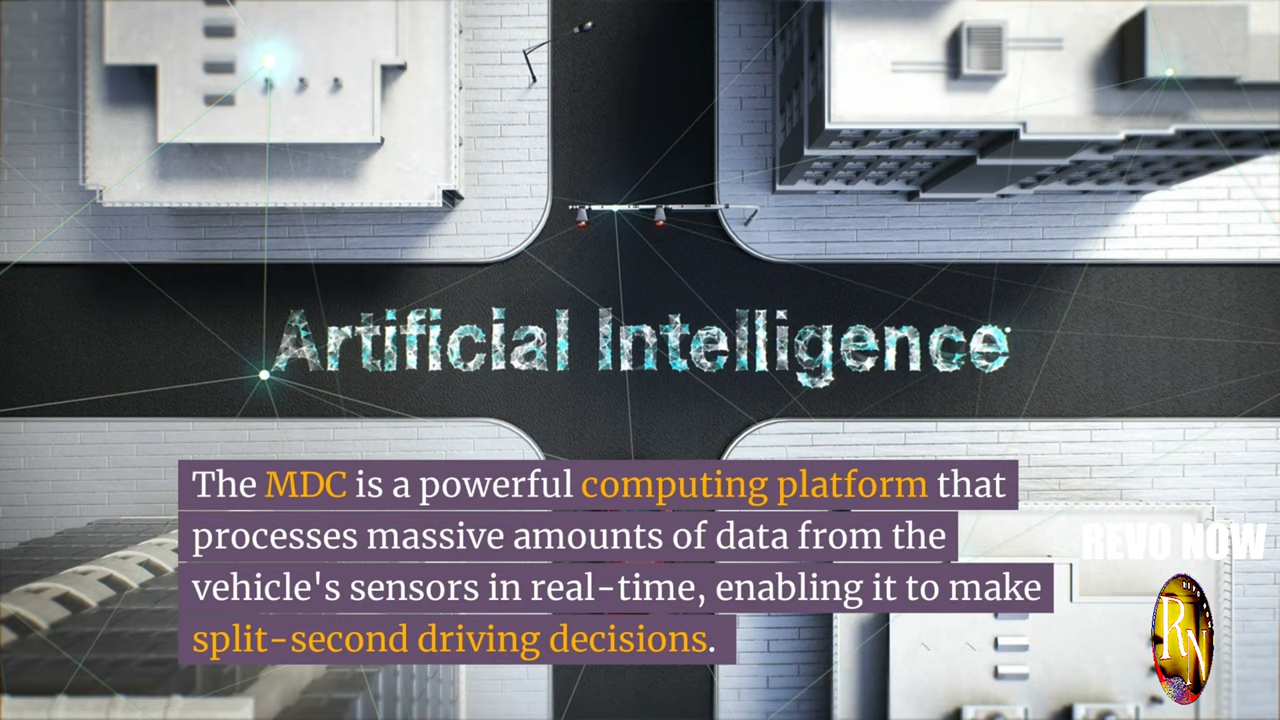 Artificial Intelligence
The MDC is a powerful computing platform that
processes massive amounts of data from the
vehicle's sensors in real-time, enabling it to make
split-second driving decisions.
REVO NOW
RN